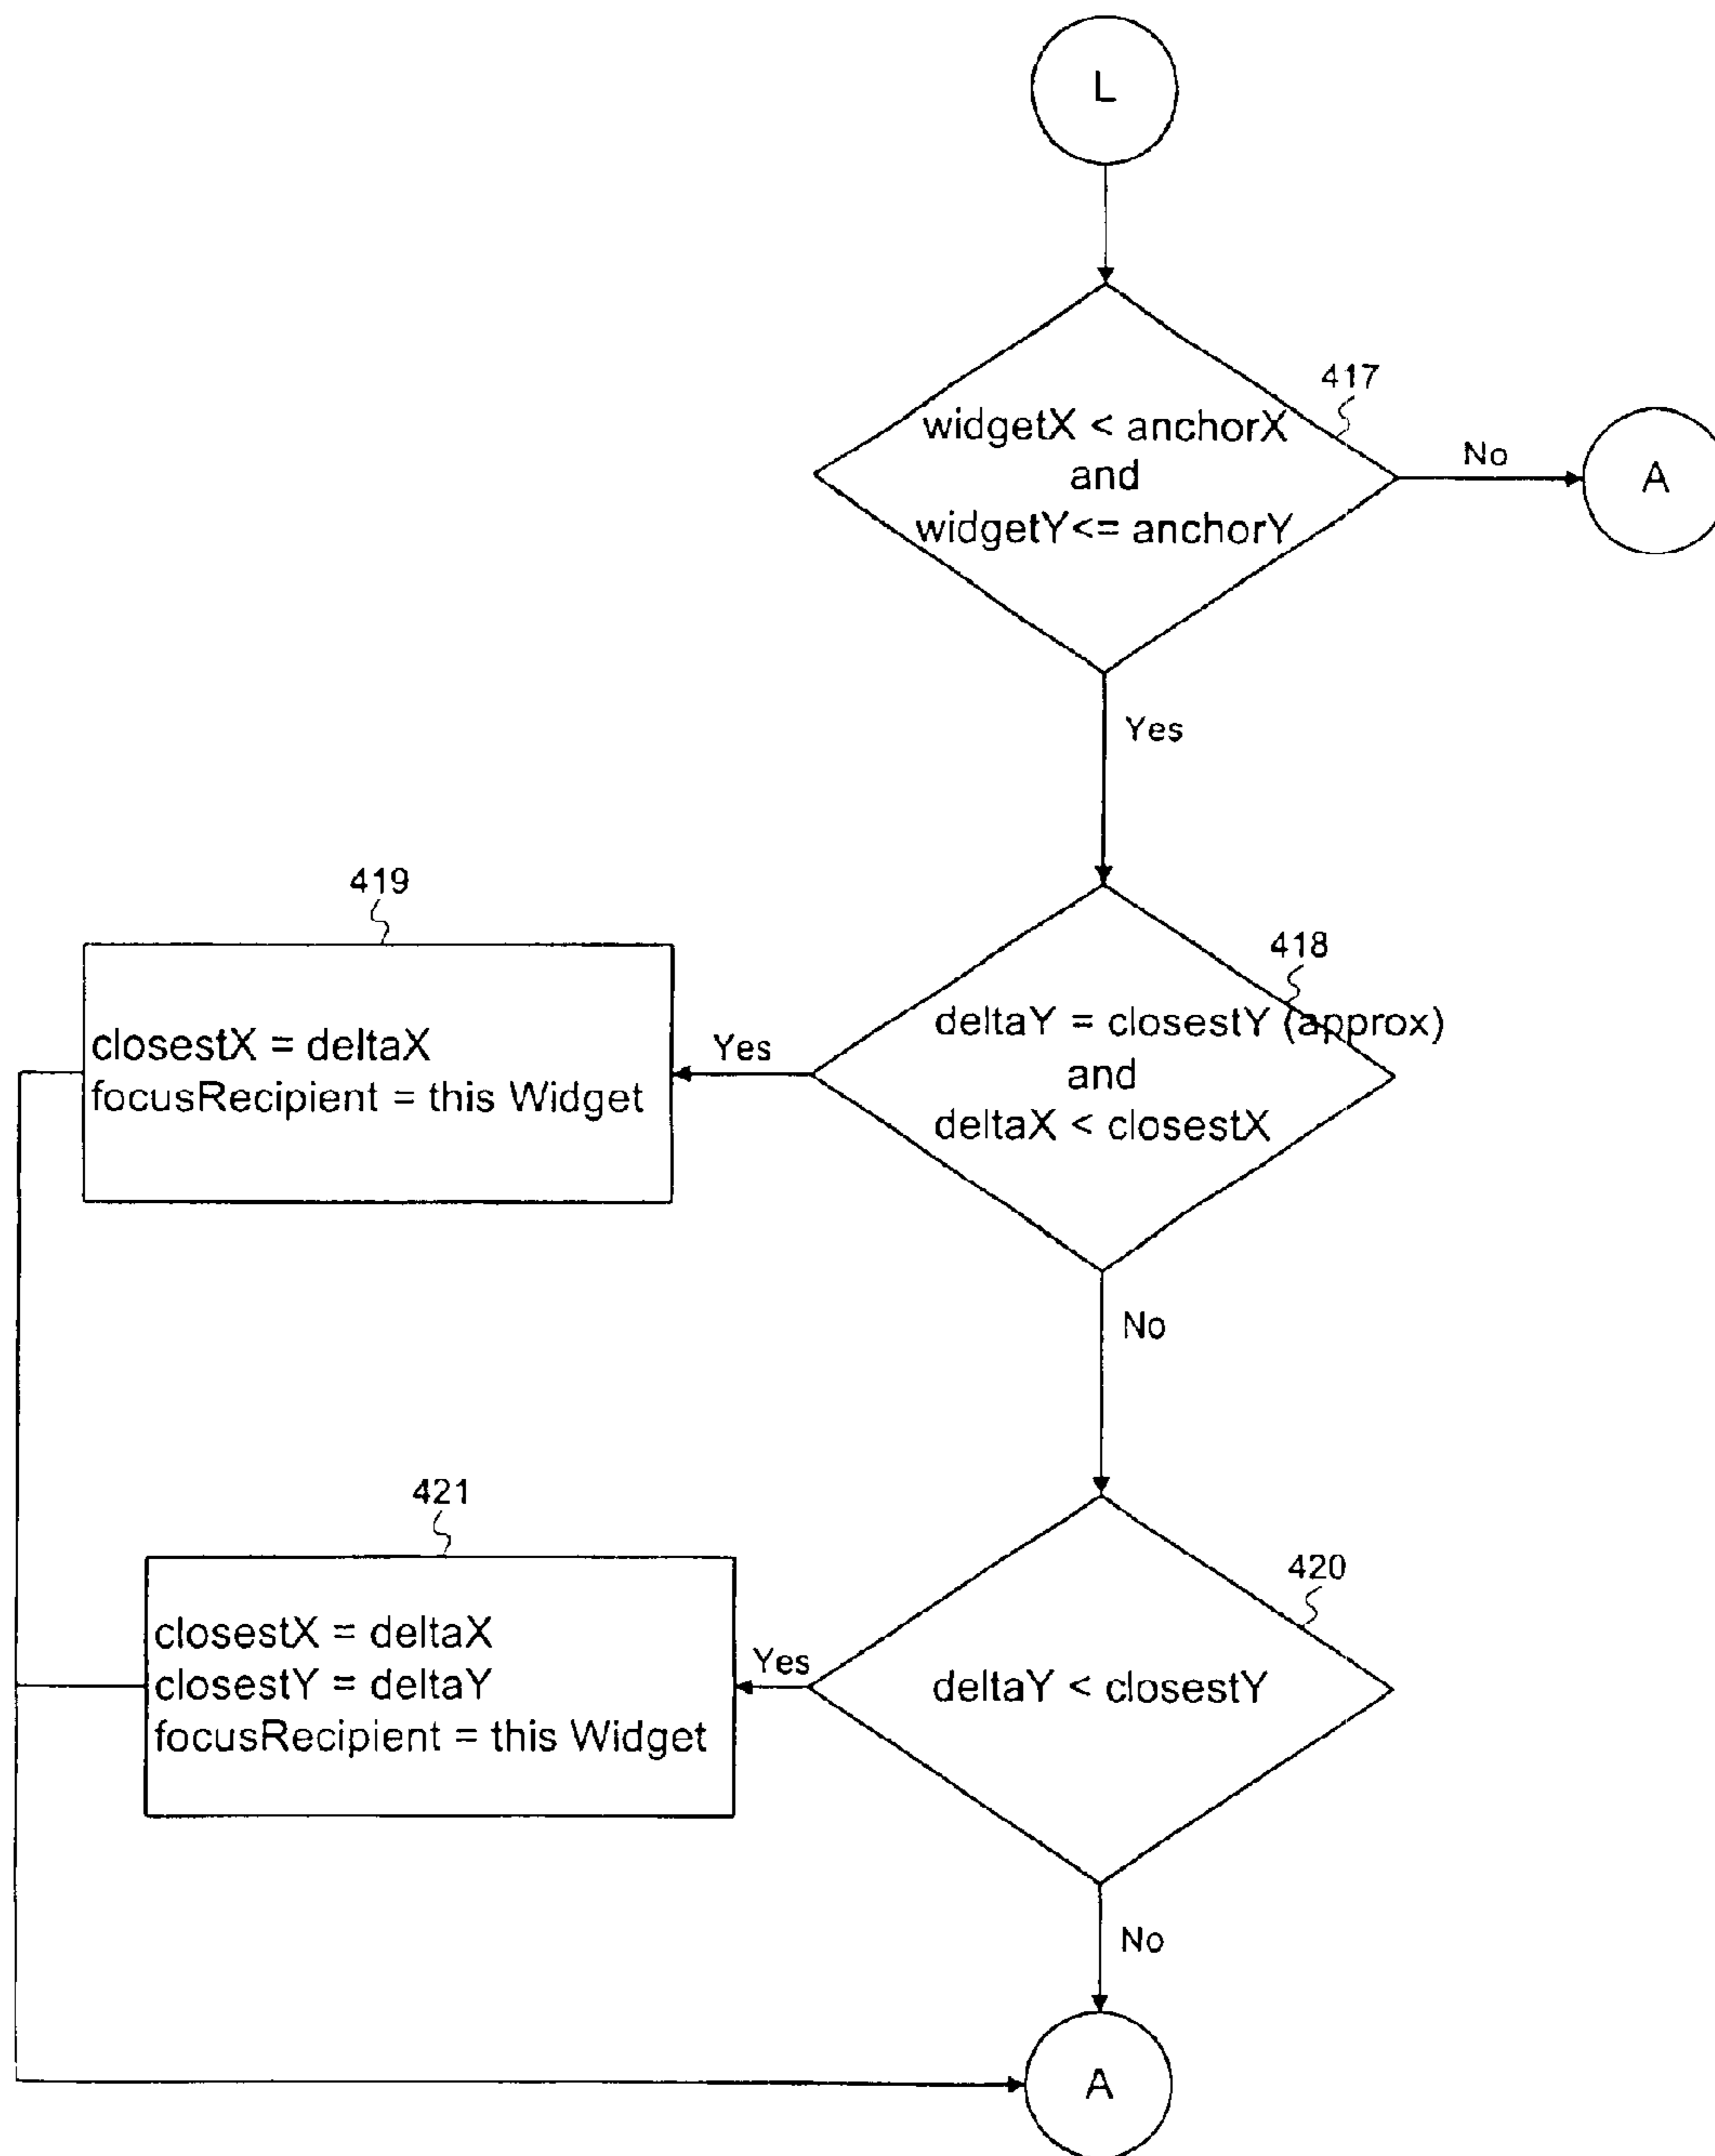 L
417
widgetX < anchorX
and
widgetY<= anchorY
No
A
Yes
419
418
closestX = deltaX
focusRecipient = this Widget
Yes
deltaY = closestY (approx)
and
deltaX < closestX
No
421
420
closestX = deltaX
closestY = deltaY
focusRecipient = this Widget
Yes
deltaY < closestY
No
A